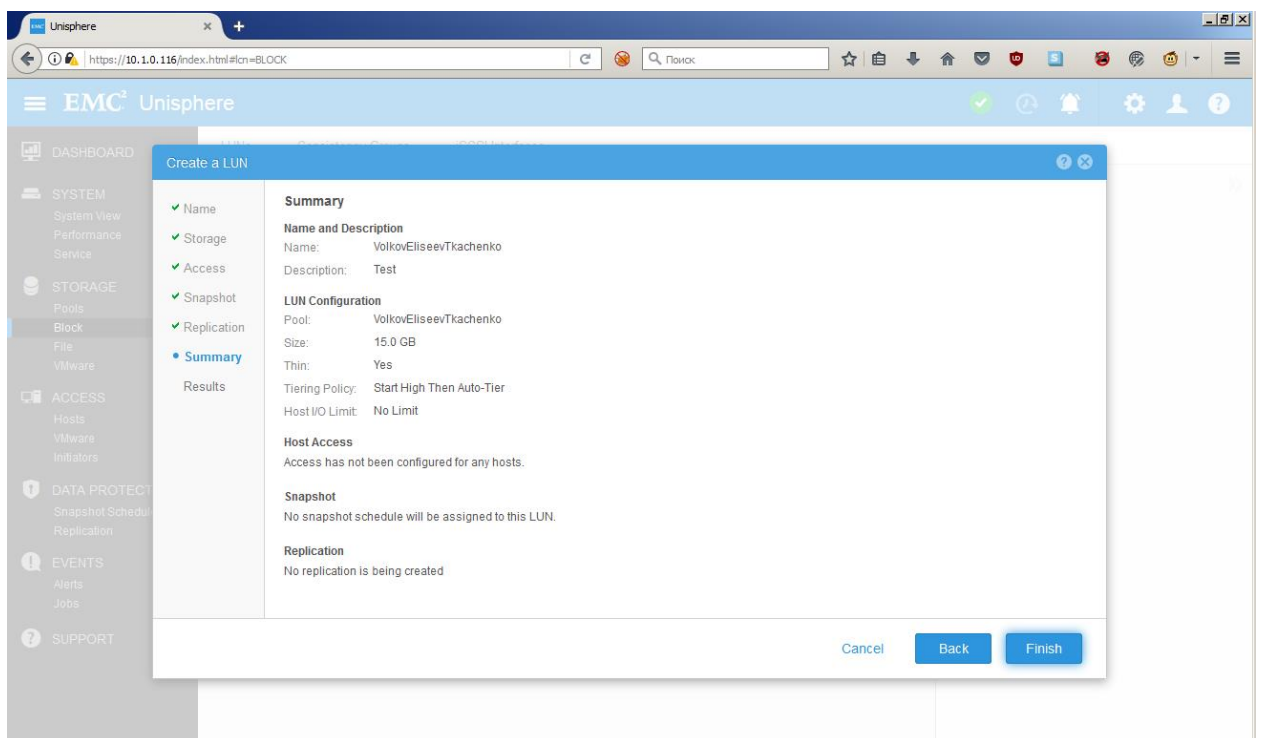 Unisphere
https://10.1.0.116/index.html#lcn=BLOCK
Поиск
EMC² Unisphere
DASHBOARD
SYSTEM
System View
Performance
Service
STORAGE
Pools
Block
File
VMware
ACCESS
Hosts
VMware
Initiators
DATA PROTECT
Snapshot Schedul
Replication
EVENTS
Alerts
Jobs
SUPPORT
Create a LUN
Name
Storage
Access
Snapshot
Replication
Summary
Results
Summary
Name and Description
Name: VolkovEliseevTkachenko
Description: Test
LUN Configuration
Pool: VolkovEliseevTkachenko
Size: 15.0 GB
Thin: Yes
Tiering Policy: Start High Then Auto-Tier
Host I/O Limit: No Limit
Host Access
Access has not been configured for any hosts.
Snapshot
No snapshot schedule will be assigned to this LUN.
Replication
No replication is being created
Cancel Back Finish